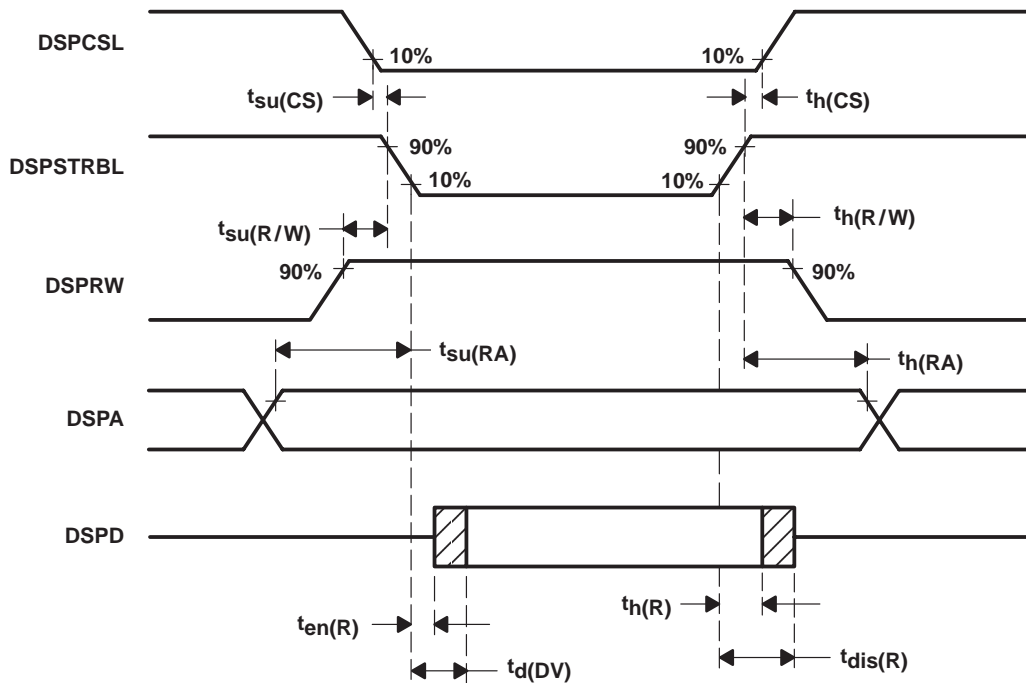 DSPCSL
10%
10%
tsu(CS)
th(CS)
DSPSTRBL
90%
90%
10%
10%
tsu(R/W)
th(R/W)
DSPRW
90%
90%
tsu(RA)
th(RA)
DSPA
DSPD
ten(R)
th(R)
td(DV)
tdis(R)